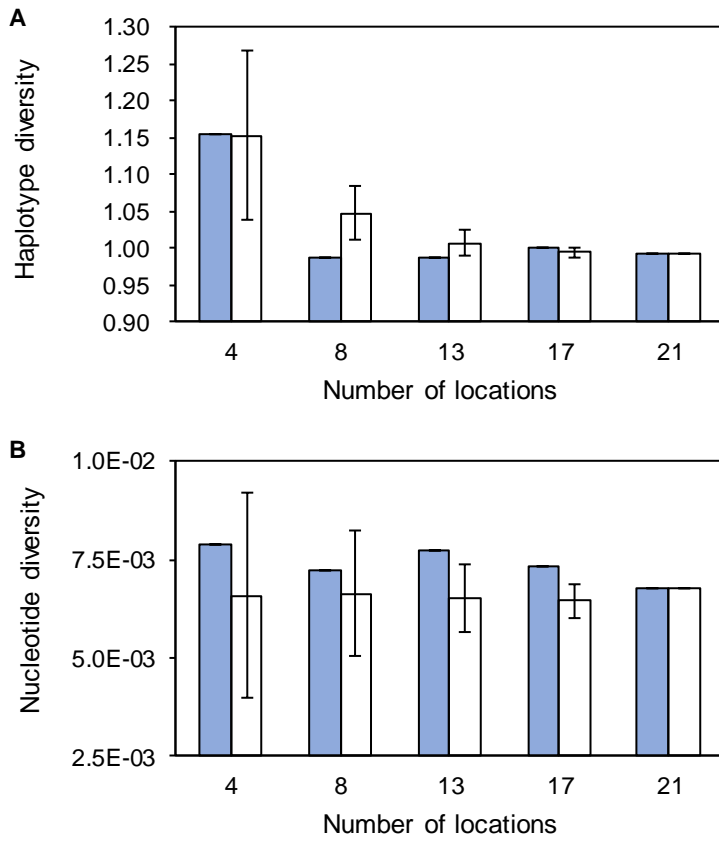 A
Haplotype diversity
1.30
1.25
1.20
1.15
1.10
1.05
1.00
0.95
0.90
4 8 13 17 21
Number of locations
B
Nucleotide diversity
1.0E-02
7.5E-03
5.0E-03
2.5E-03
4 8 13 17 21
Number of locations